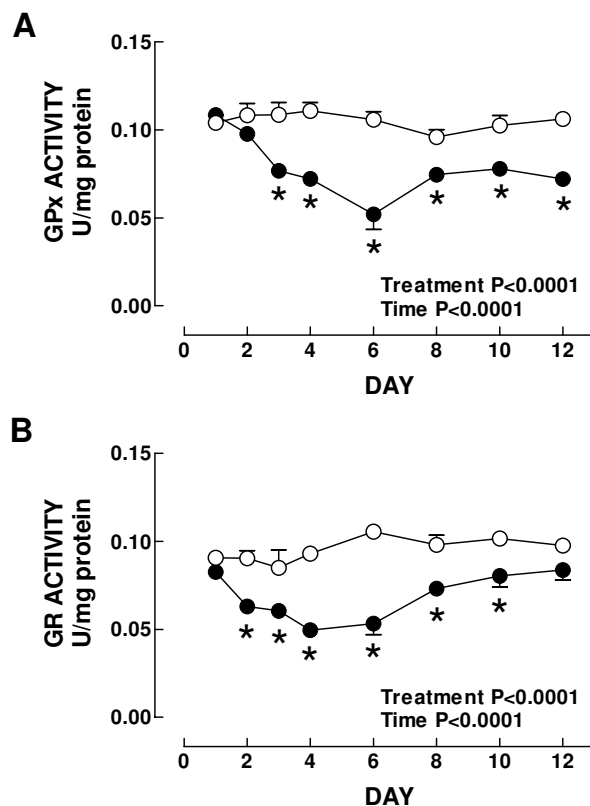 A
GPx ACTIVITY
U/mg protein
0.15
0.10
0.05
0.00
* * * * * *
Treatment P<0.0001
Time P<0.0001
0 2 4 6 8 10 12
DAY
B
GR ACTIVITY
U/mg protein
0.15
0.10
0.05
0.00
* * * * * *
Treatment P<0.0001
Time P<0.0001
0 2 4 6 8 10 12
DAY